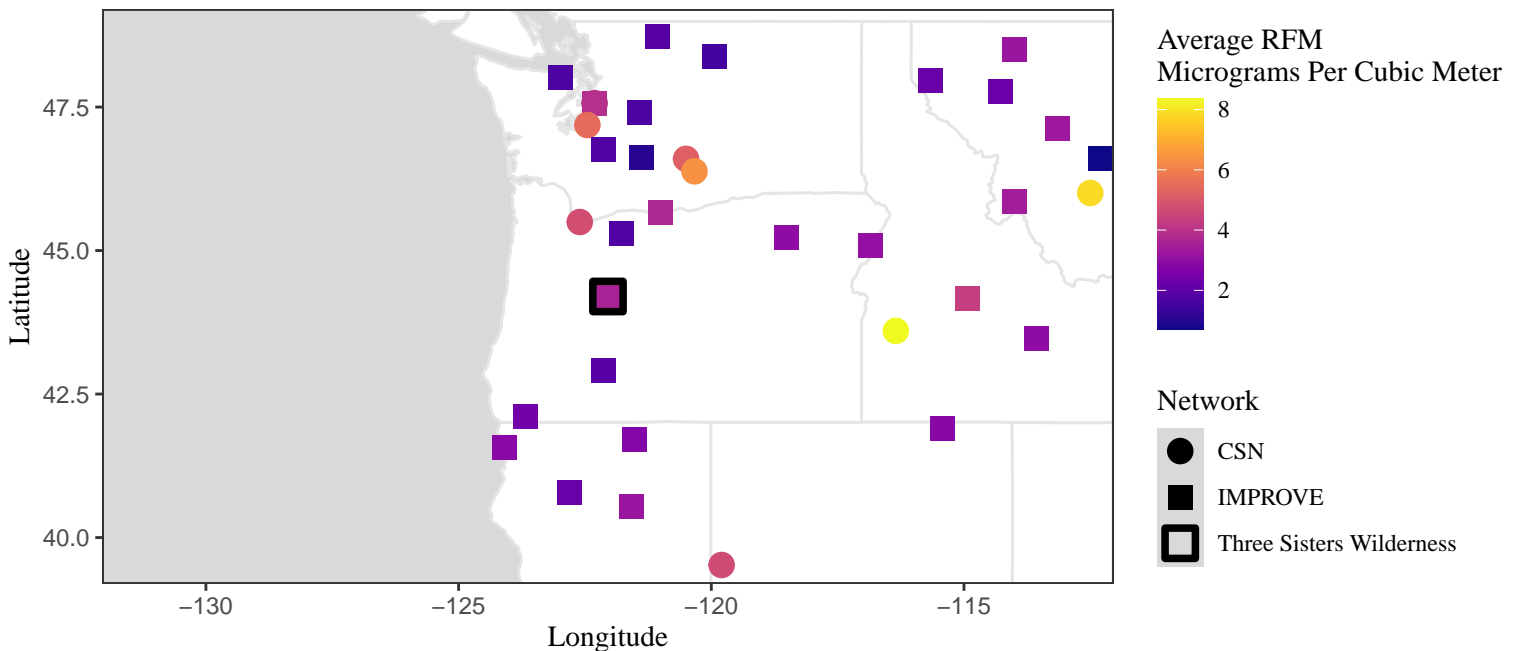 Average RFM
Micrograms Per Cubic Meter
8
6
4
2
Network
CSN
IMPROVE
Three Sisters Wilderness
Latitude
47.5
45.0
42.5
40.0
−130
−125
−120
−115
Longitude